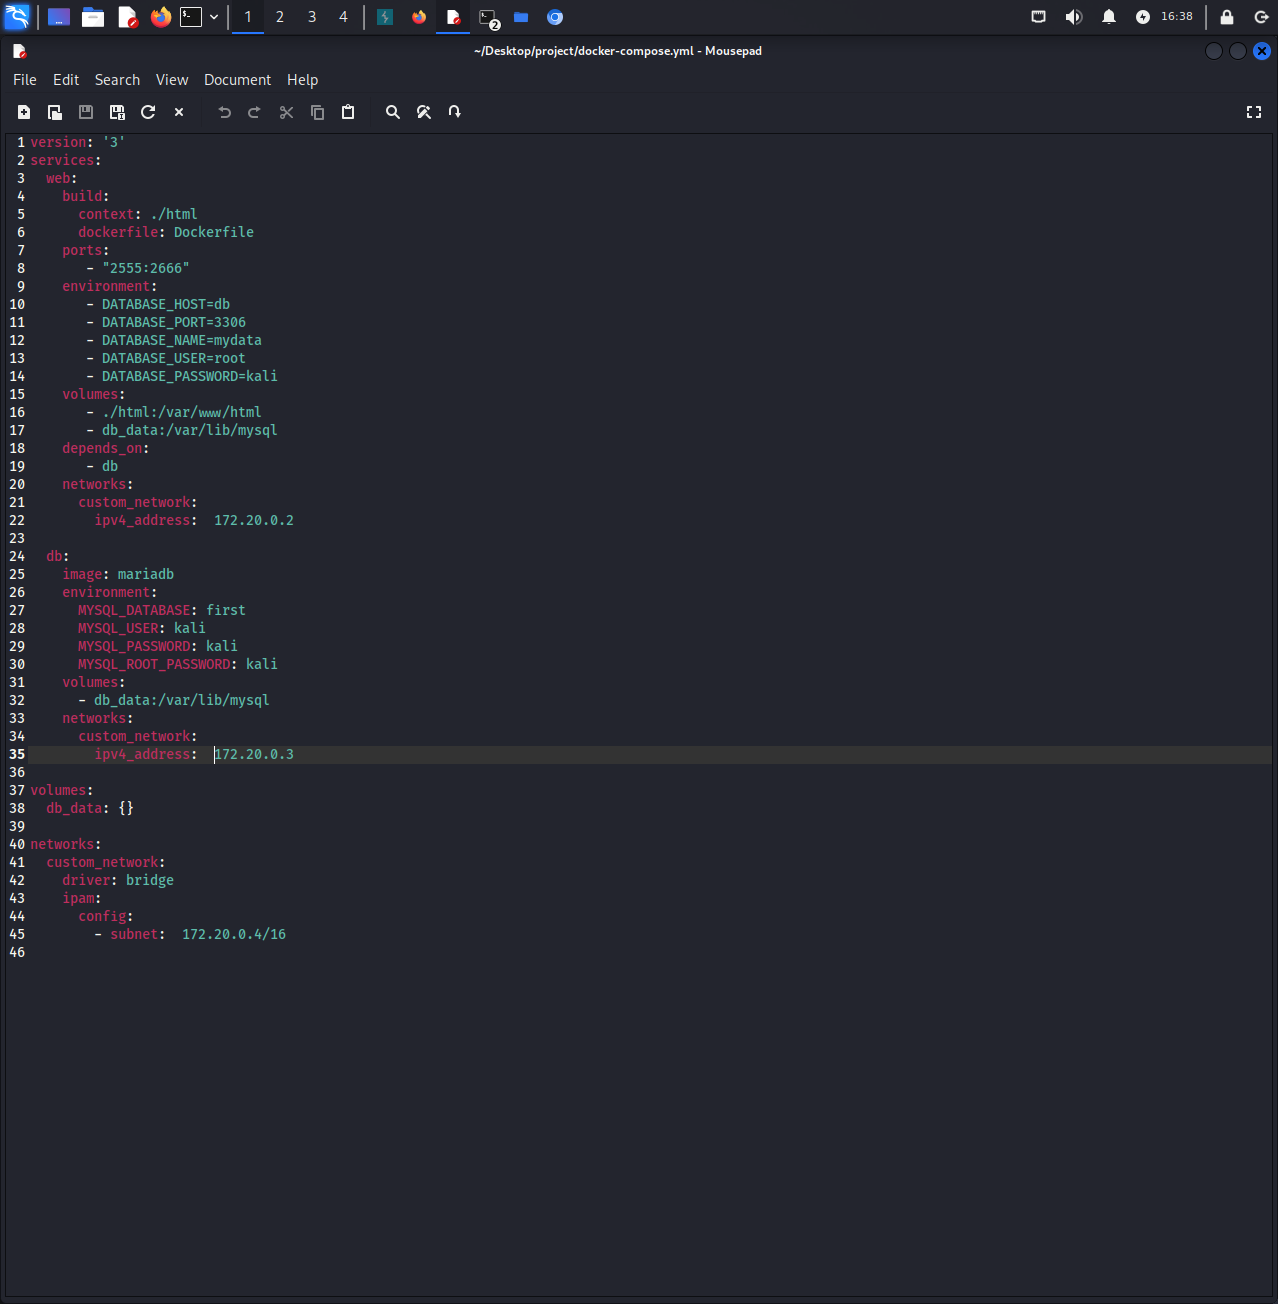 1 2 3 4 2 16:38
~/Desktop/project/docker-compose.yml - Mousepad
File Edit Search View Document Help
1 version: '3'
2 services:
3   web:
4     build:
5       context: ./html
6       dockerfile: Dockerfile
7     ports:
8        - "2555:2666"
9     environment:
10        - DATABASE_HOST=db
11        - DATABASE_PORT=3306
12        - DATABASE_NAME=mydata
13        - DATABASE_USER=root
14        - DATABASE_PASSWORD=kali
15     volumes:
16        - ./html:/var/www/html
17        - db_data:/var/lib/mysql
18     depends_on:
19        - db
20     networks:
21       custom_network:
22         ipv4_address:  172.20.0.2
23
24   db:
25     image: mariadb
26     environment:
27       MYSQL_DATABASE: first
28       MYSQL_USER: kali
29       MYSQL_PASSWORD: kali
30       MYSQL_ROOT_PASSWORD: kali
31     volumes:
32       - db_data:/var/lib/mysql
33     networks:
34       custom_network:
35         ipv4_address:  172.20.0.3
36
37 volumes:
38   db_data: {}
39
40 networks:
41   custom_network:
42     driver: bridge
43     ipam:
44       config:
45         - subnet:  172.20.0.4/16
46